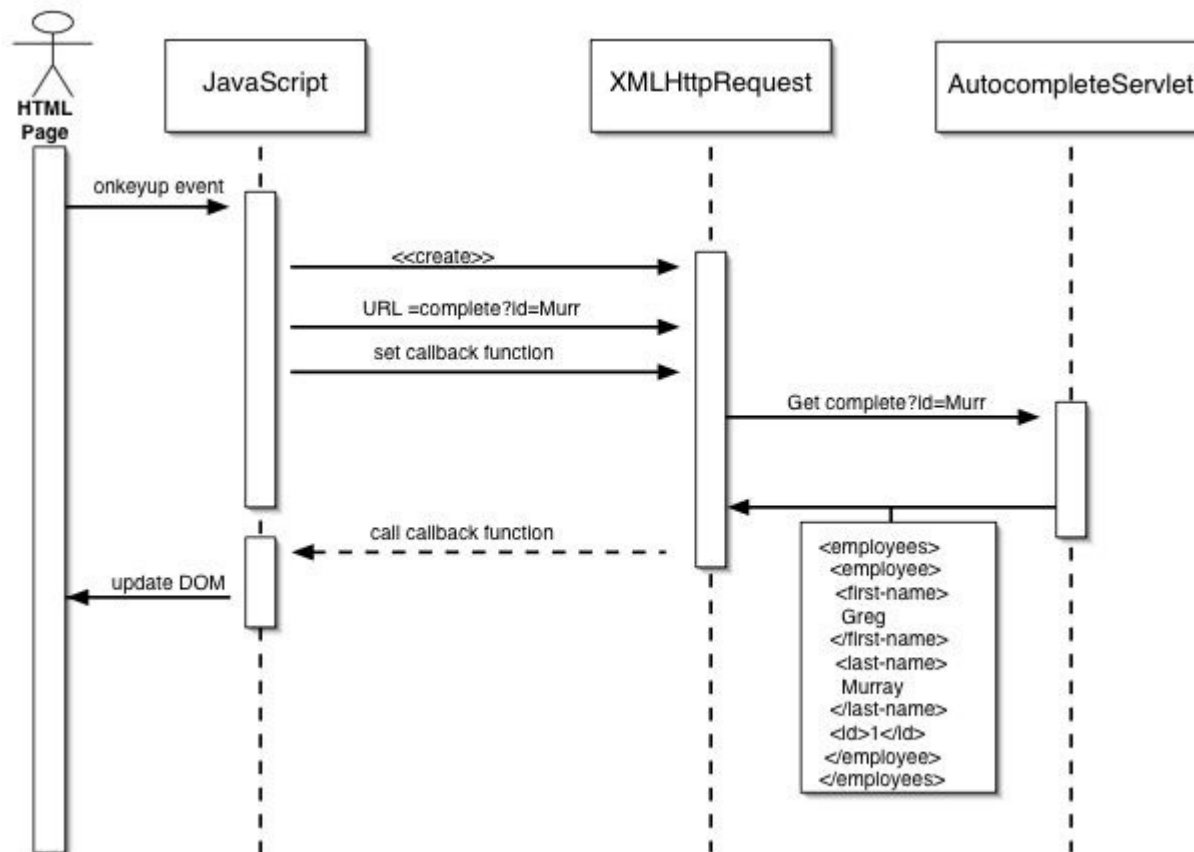 HTML
Page
JavaScript
XMLHttpRequest
AutocompleteServlet
onkeyup event
<<create>>
URL =complete?id=Murr
set callback function
Get complete?id=Murr
call callback function
update DOM
<employees>
<employee>
<first-name>
Greg
</first-name>
<last-name>
Murray
</last-name>
<id>1</id>
</employee>
</employees>